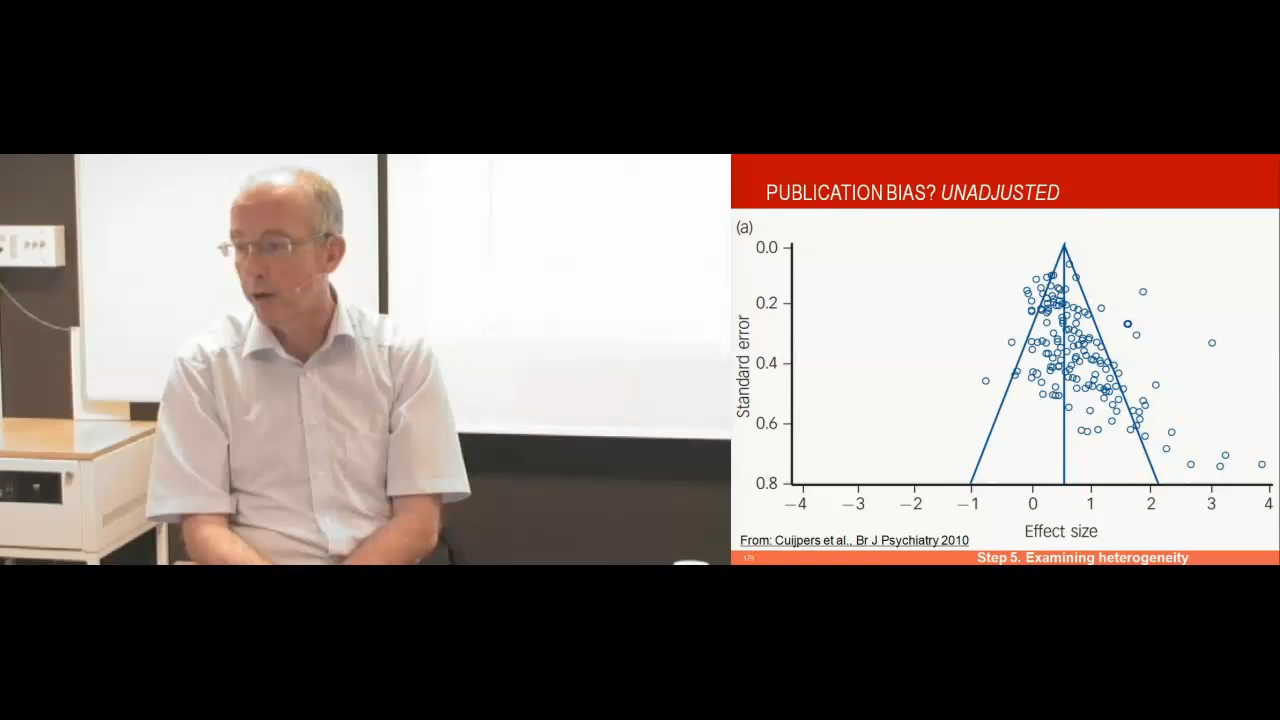 PUBLICATION BIAS? UNADJUSTED
(a)
0.0
0.2
0.4
0.6
0.8
Standard error
−4 −3 −2 −1 0 1 2 3 4
Effect size
From: Cuijpers et al., Br J Psychiatry 2010
Step 5. Examining heterogeneity